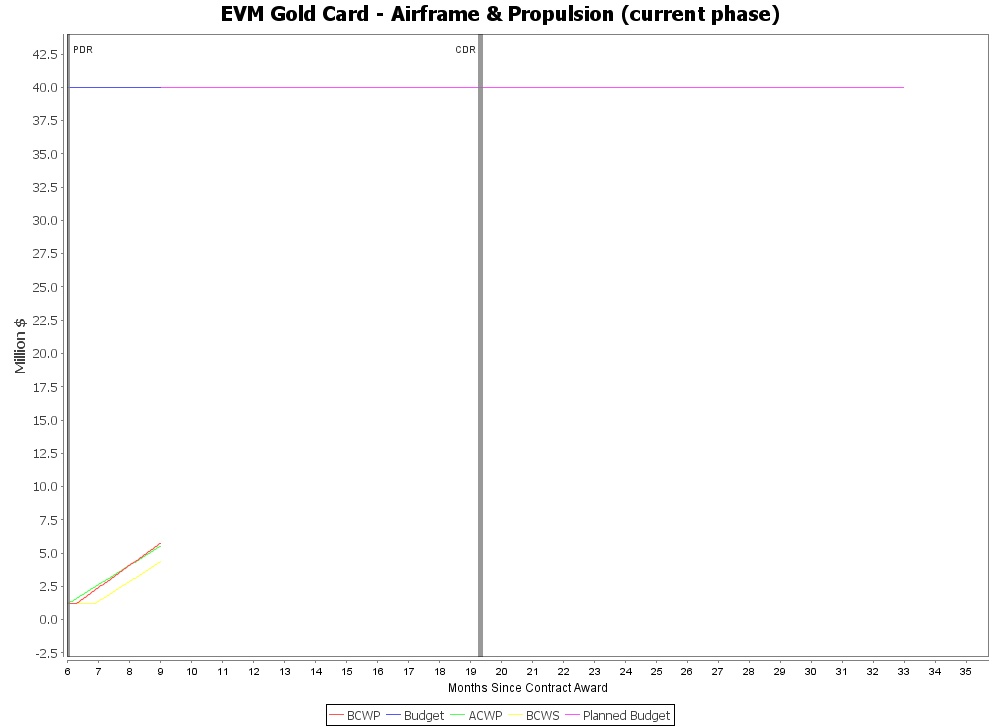 EVM Gold Card - Airframe & Propulsion (current phase)
PDR
CDR
42.5
40.0
37.5
35.0
32.5
30.0
27.5
25.0
22.5
20.0
17.5
15.0
12.5
10.0
7.5
5.0
2.5
0.0
-2.5
Million $
6 7 8 9 10 11 12 13 14 15 16 17 18 19 20 21 22 23 24 25 26 27 28 29 30 31 32 33 34 35
Months Since Contract Award
BCWP Budget ACWP BCWS Planned Budget